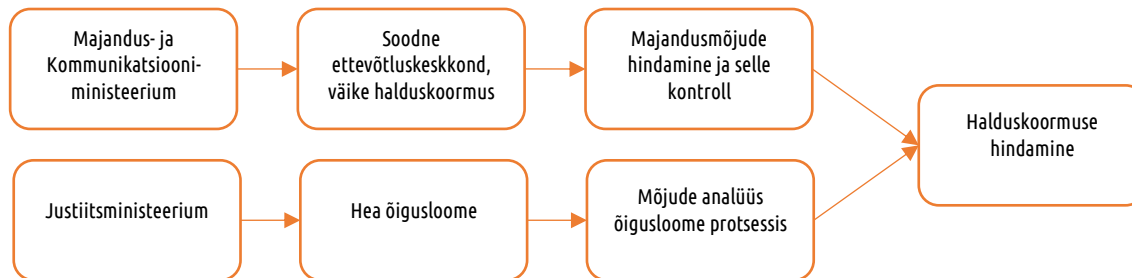 Majandus- ja
Kommunikatsiooni-
ministeerium
Soodne
ettevõtluskeskkond,
väike halduskoormus
Majandusmõjude
hindamine ja selle
kontroll
Halduskoormuse
hindamine
Justiitsministeerium
Hea õigusloome
Mõjude analüüs
õigusloome protsessis